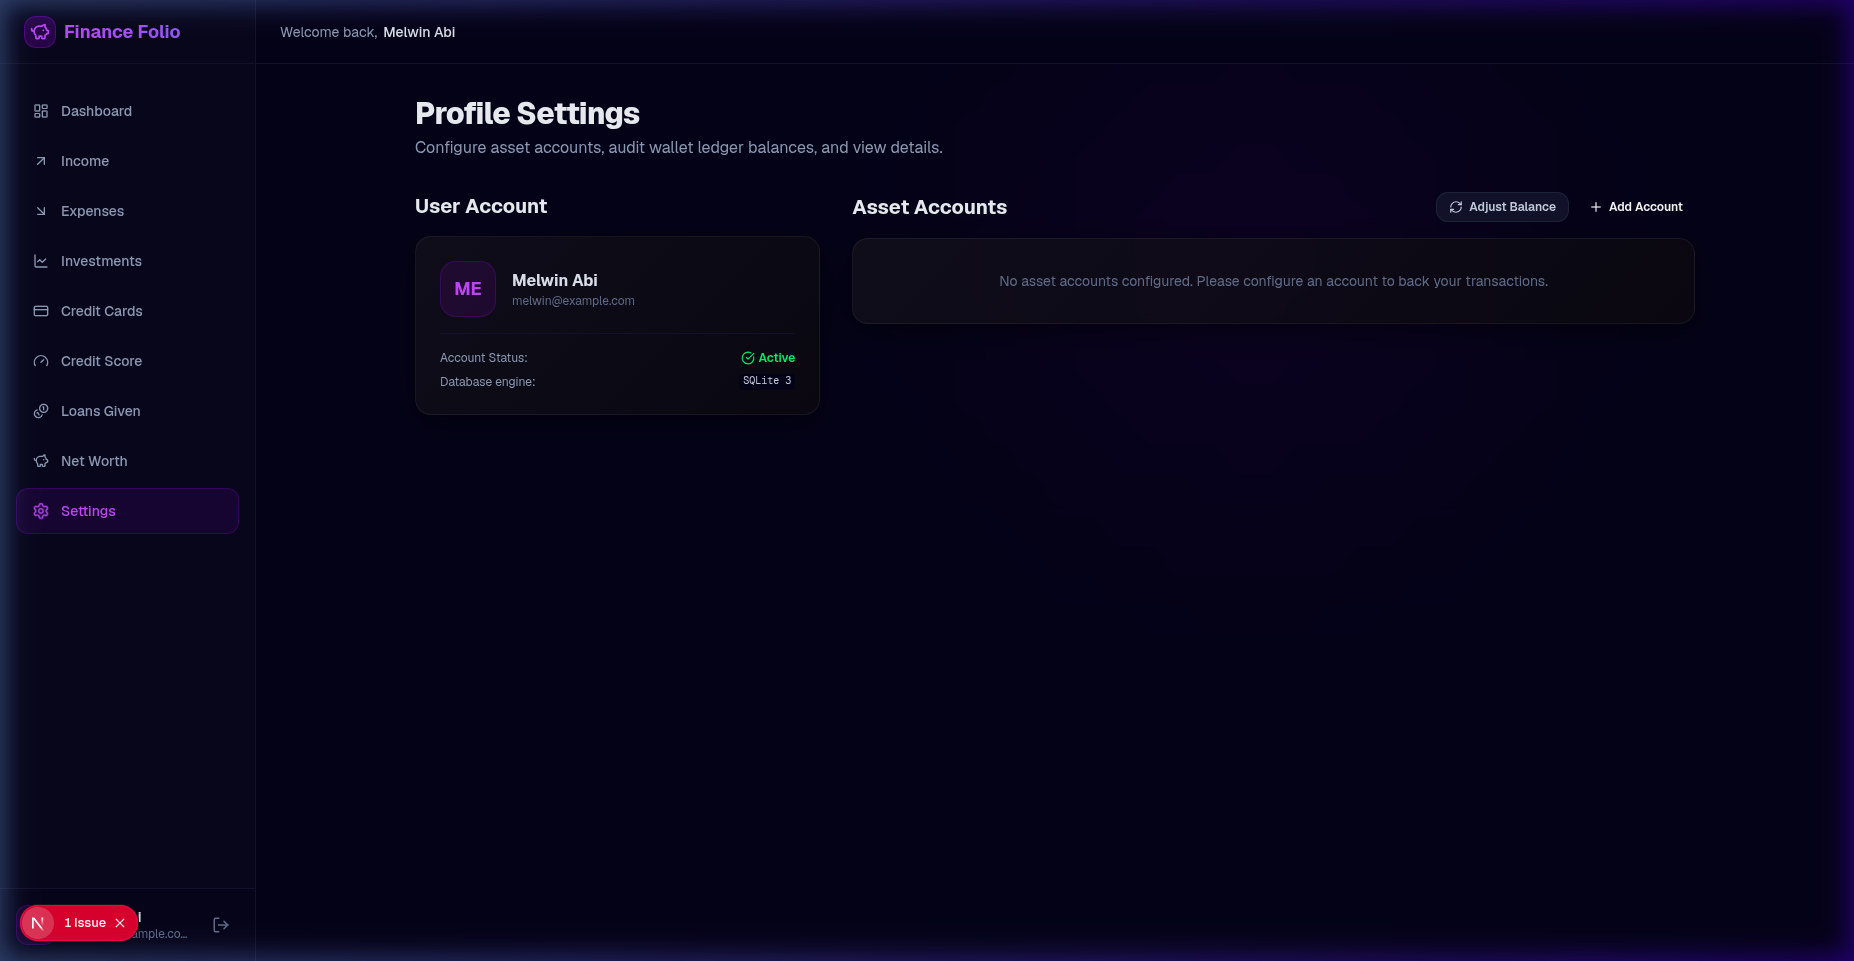 Finance Folio
Welcome back, Melwin Abi
Dashboard
Income
Expenses
Investments
Credit Cards
Credit Score
Loans Given
Net Worth
Settings
Profile Settings
Configure asset accounts, audit wallet ledger balances, and view details.
User Account
ME
Melwin Abi
melwin@example.com
Account Status:
Active
Database engine:
SQLite 3
Asset Accounts
Adjust Balance
Add Account
No asset accounts configured. Please configure an account to back your transactions.
N
1 Issue